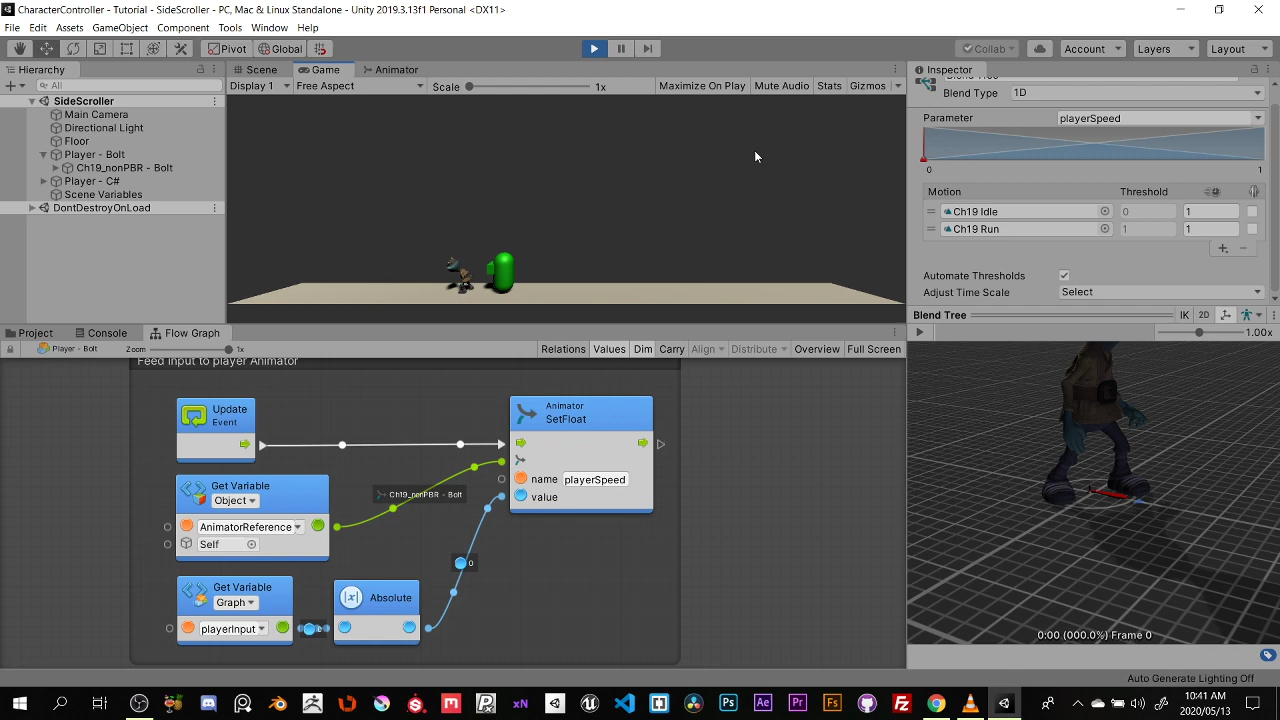 CharacterController - Tutorial - SideScroller - PC, Mac & Linux Standalone - Unity 2019.3.13f1 Personal <DX11>
File Edit Assets GameObject Component Tools Window Help
Pivot Global Collab Account Layers Layout
Hierarchy
All
SideScroller
Main Camera
Directional Light
Floor
Player - Bolt
Ch19_nonPBR - Bolt
Player - C#
Scene Variables
DontDestroyOnLoad
Scene Game Animator
Display 1 Free Aspect Scale 1x Maximize On Play Mute Audio Stats Gizmos
Inspector
Blend Type 1D
Parameter playerSpeed
0 1
Motion Threshold
Ch19 Idle 0 1
Ch19 Run 1 1
Automate Thresholds
Adjust Time Scale Select
Blend Tree IK 2D
1.00x
0:00 (000.0%) Frame 0
Project Console Flow Graph
Player - Bolt Zoom 1x Relations Values Dim Carry Align Distribute Overview Full Screen
Feed Input to player Animator
Update
Event
Animator
SetFloat
name playerSpeed
value
Get Variable
Object
AnimatorReference
Self
Ch19_nonPBR - Bolt
0
Get Variable
Graph
playerInput
Absolute
Auto Generate Lighting Off
10:41 AM
2020/05/13